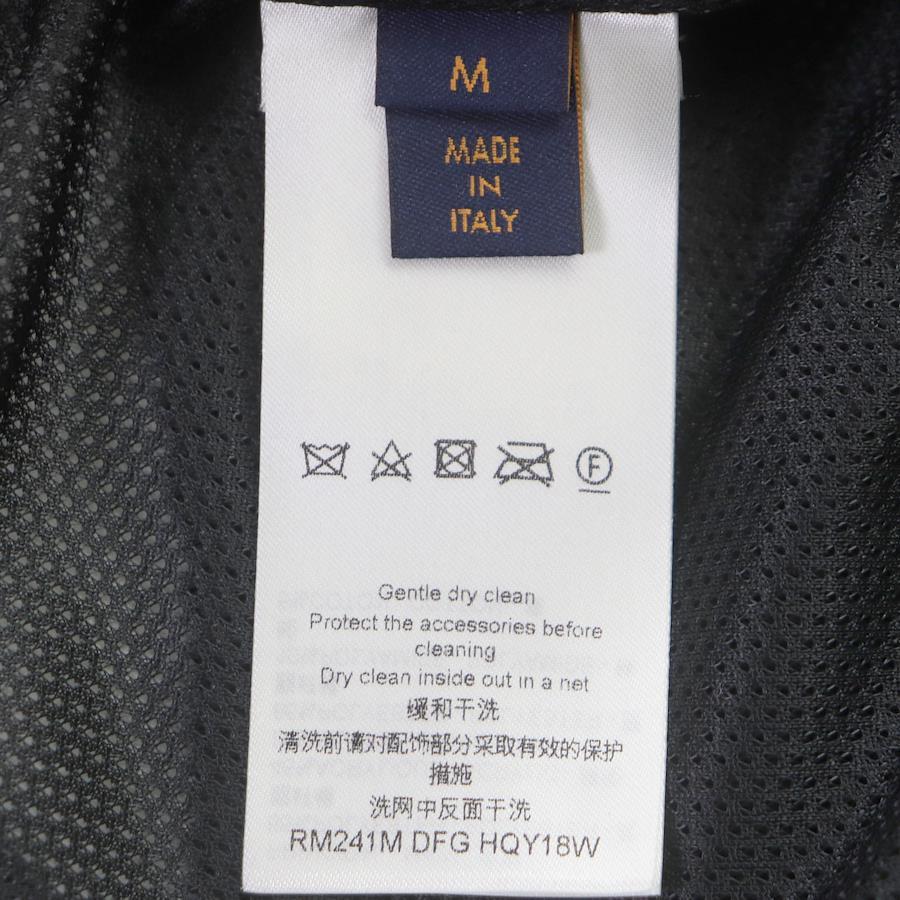 M
MADE
IN
ITALY
F
Gentle dry clean
Protect the accessories before
cleaning
Dry clean inside out in a net
缓和干洗
清洗前请对配饰部分采取有效的保护
措施
洗网中反面干洗
RM241M DFG HQY18W